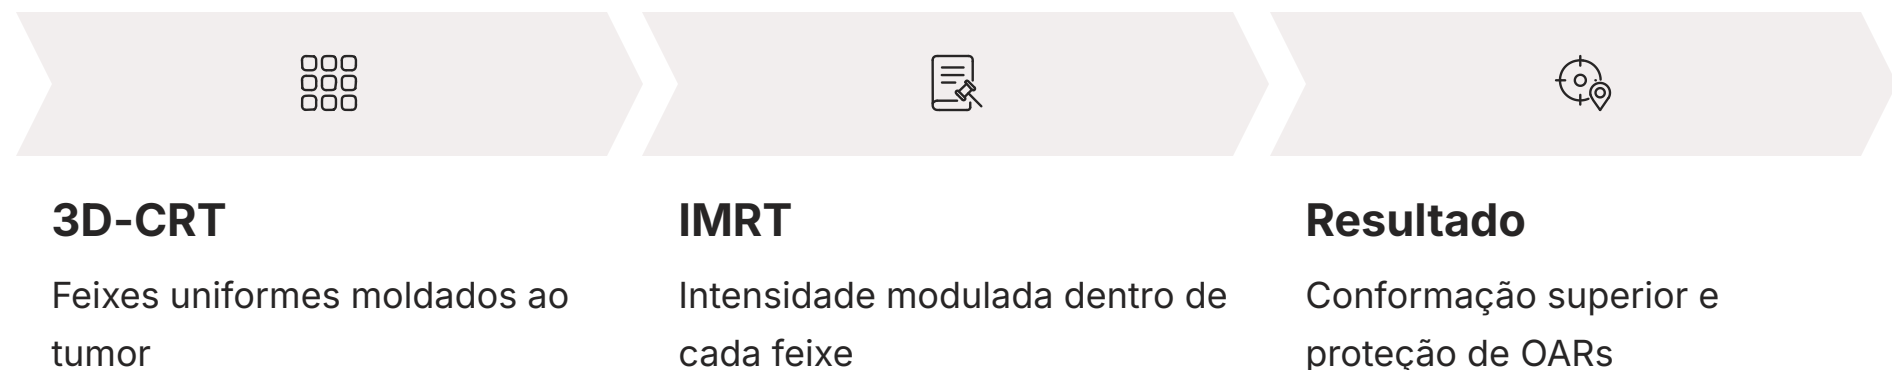 3D-CRT
Feixes uniformes moldados ao
tumor
IMRT
Intensidade modulada dentro de
cada feixe
Resultado
Conformação superior e
proteção de OARs